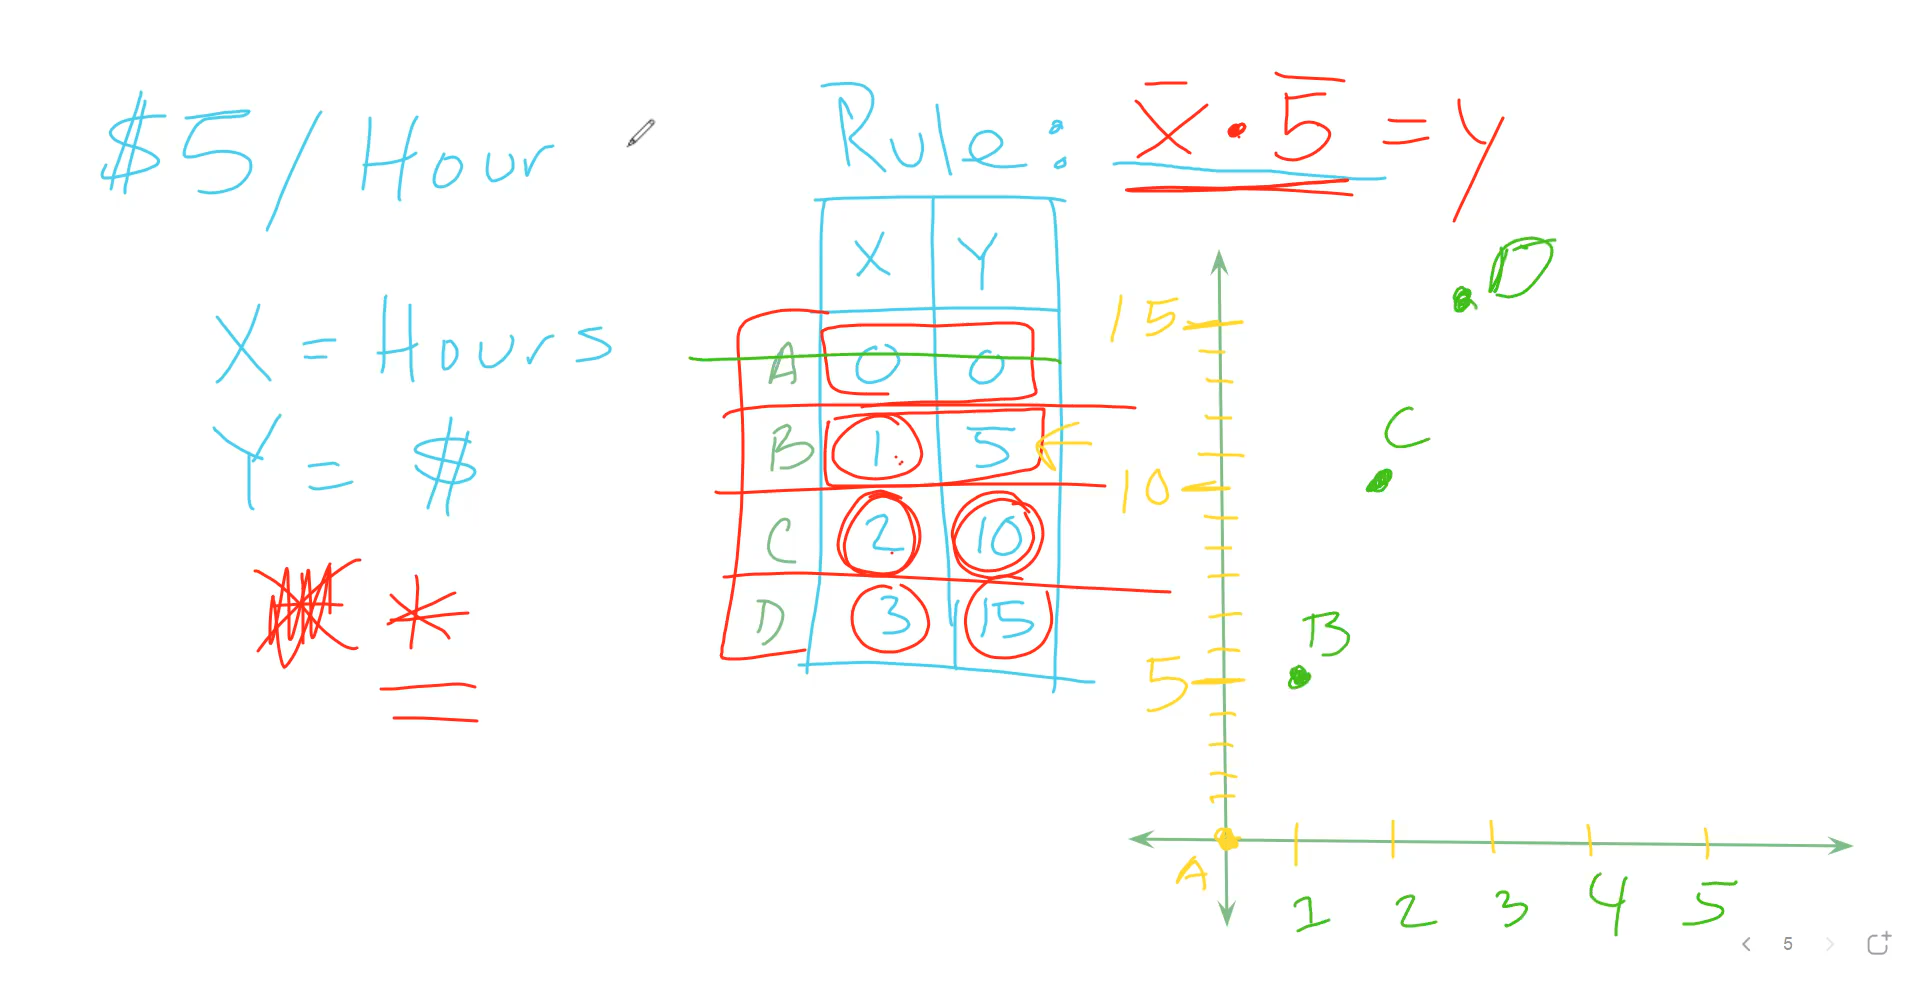 $5/Hour
X = Hours
Y = $
Rule: x · 5 = y
X Y
A 0 0
B 1 5
C 2 10
D 3 15
D
15
C
10
B
5
A
1 2 3 4 5
5